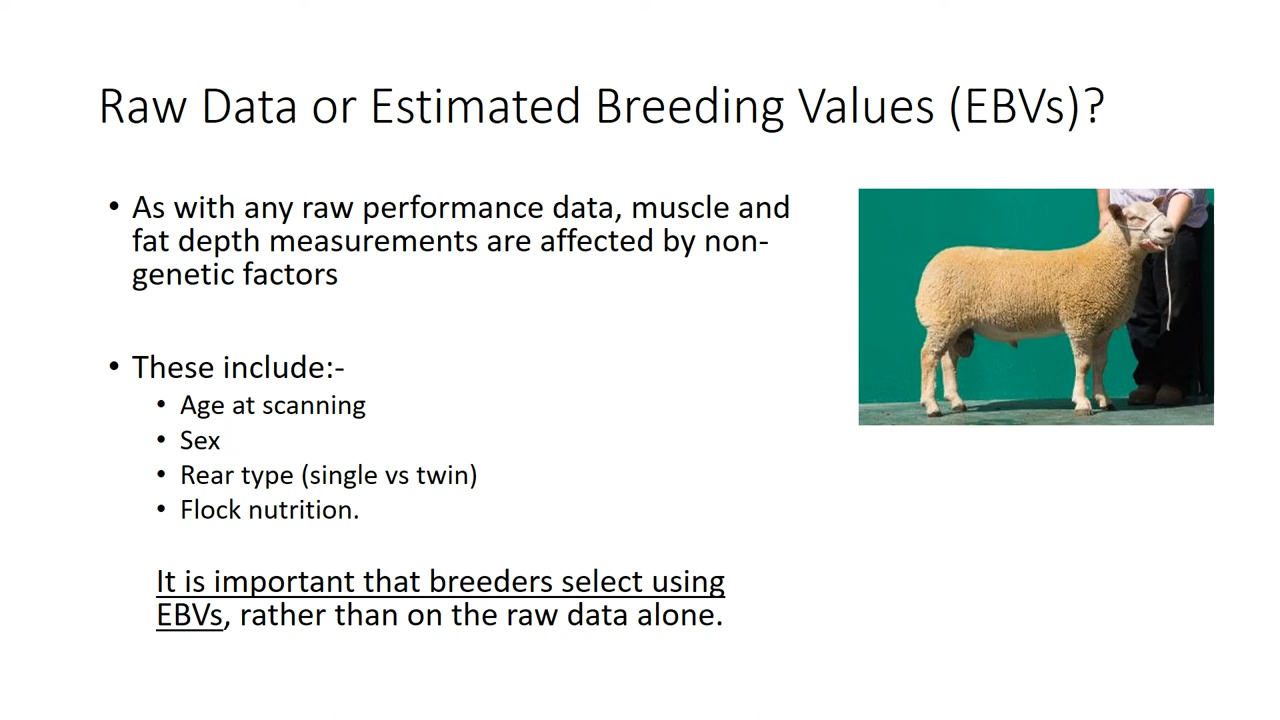 Raw Data or Estimated Breeding Values (EBVs)?
• As with any raw performance data, muscle and
fat depth measurements are affected by non-
genetic factors
• These include:-
• Age at scanning
• Sex
• Rear type (single vs twin)
• Flock nutrition.
It is important that breeders select using
EBVs, rather than on the raw data alone.